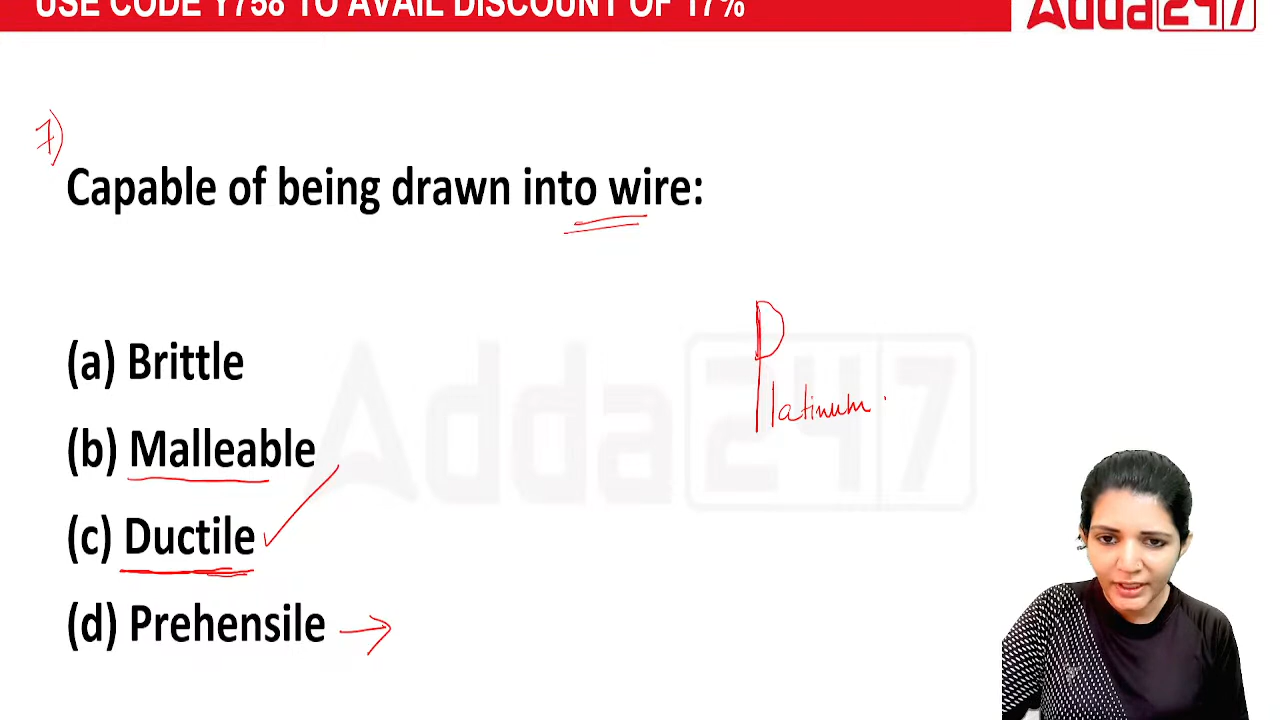 USE CODE Y758 TO AVAIL DISCOUNT OF 17%
Adda247
7)
Capable of being drawn into wire:
(a) Brittle
Platinum.
(b) Malleable
(c) Ductile
(d) Prehensile →
Adda247